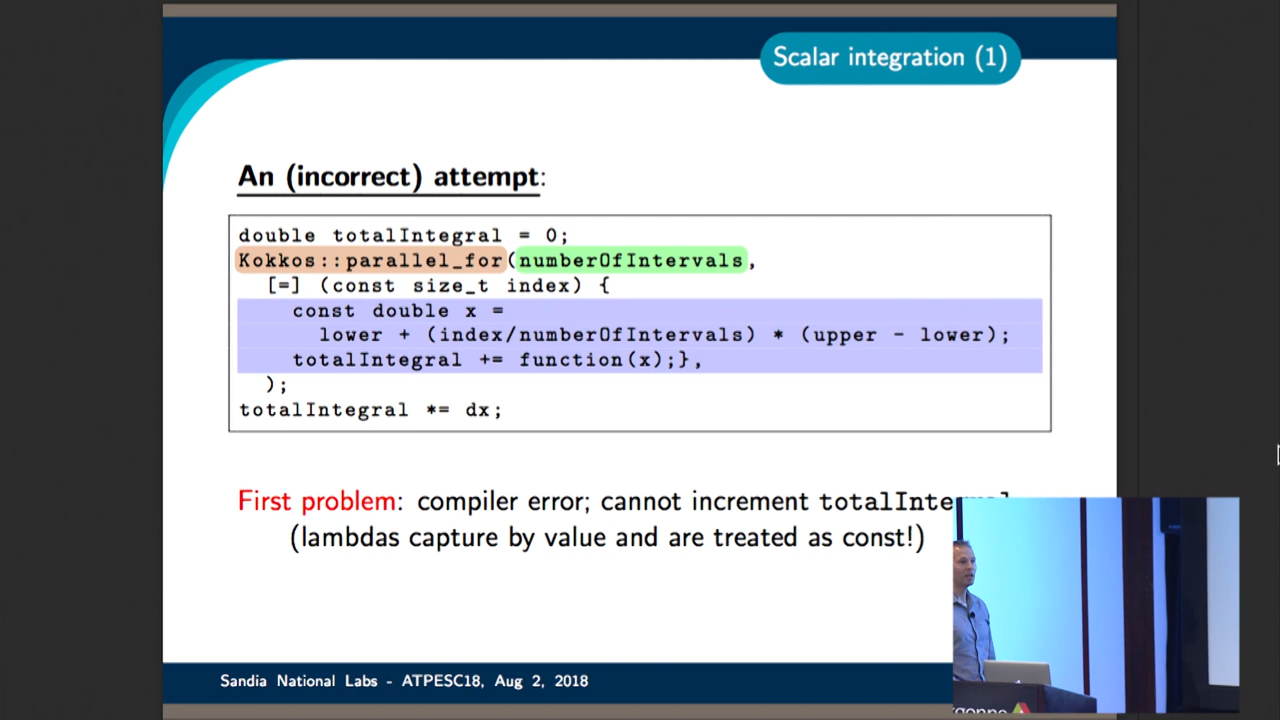 Scalar integration (1)
An (incorrect) attempt:
double totalIntegral = 0;
Kokkos::parallel_for(numberOfIntervals,
[=] (const size_t index) {
const double x =
lower + (index/numberOfIntervals) * (upper - lower);
totalIntegral += function(x);},
);
totalIntegral *= dx;
First problem: compiler error; cannot increment
(lambdas capture by value and are treated as const!)
Sandia National Labs - ATPESC18, Aug 2, 2018